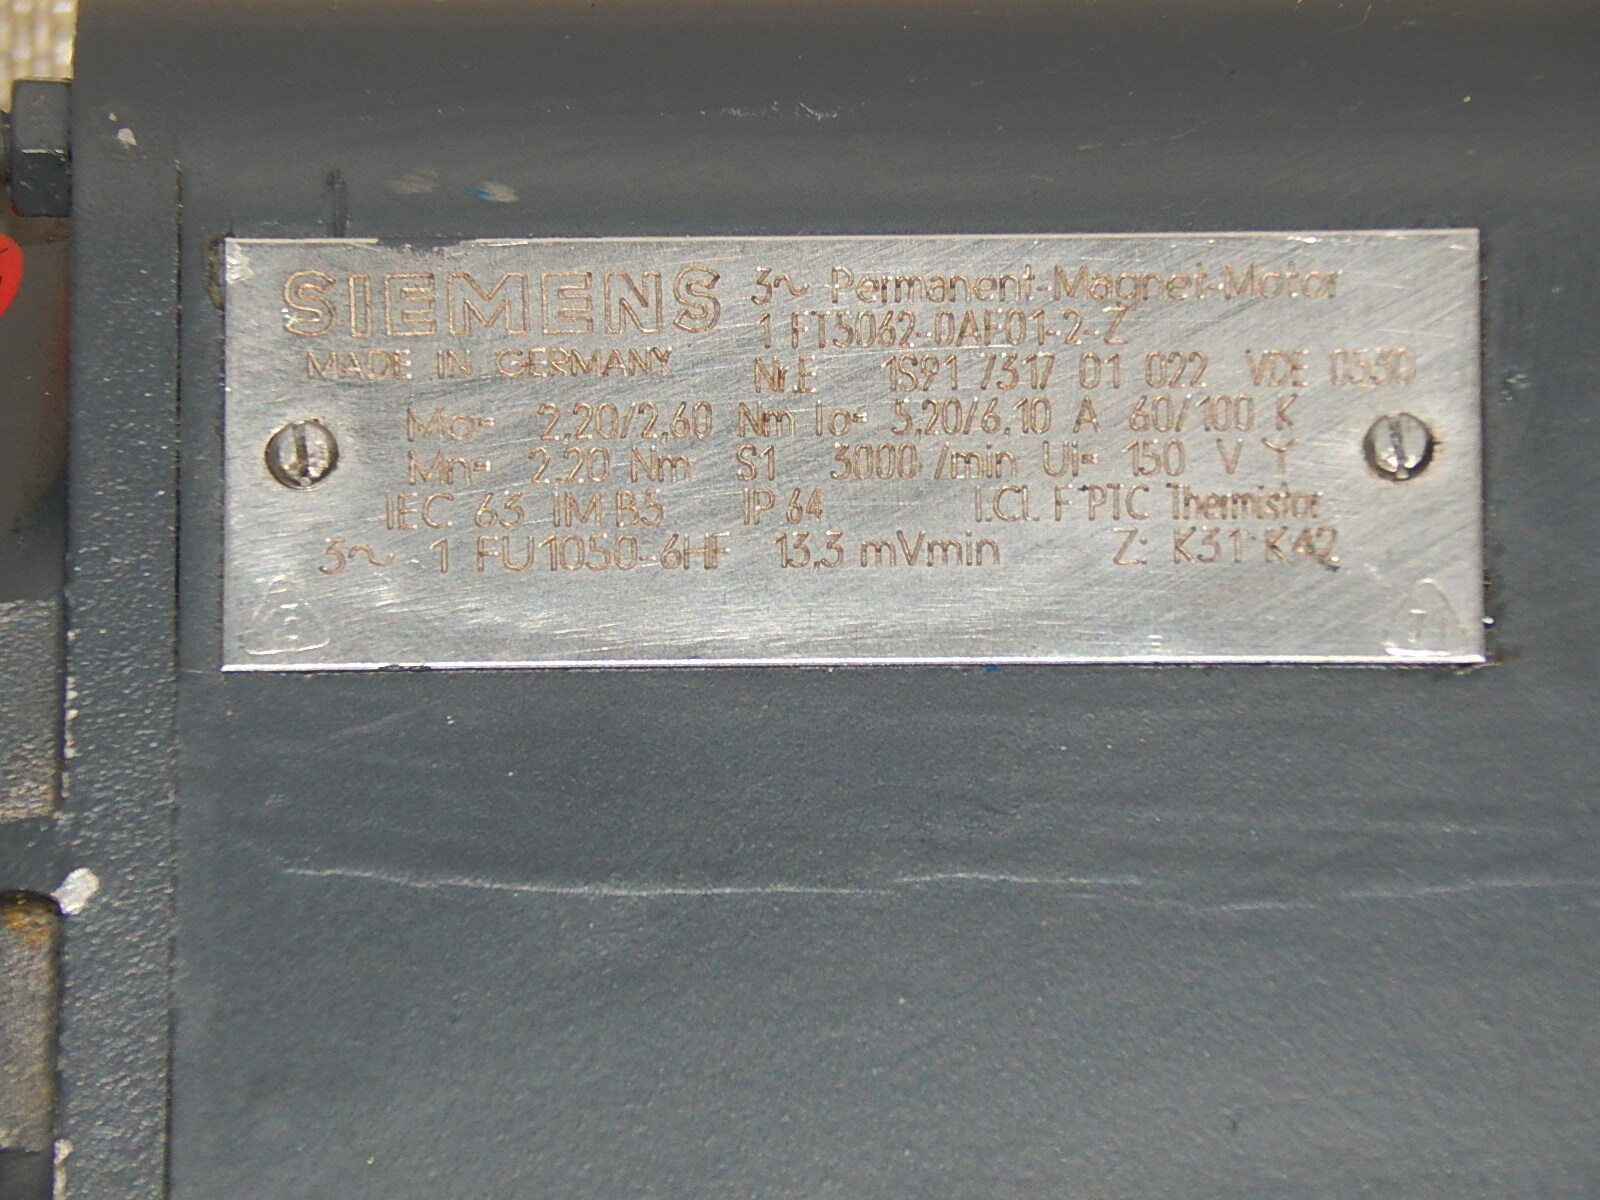 SIEMENS 3~ Permanent-Magnet-Motor
1 FT5062-0AF01-2-Z
MADE IN GERMANY
Nr.E 1S91 7317 01 022 VDE 0530
Mo= 2,20/2,60 Nm Io= 5,20/6,10 A 60/100 K
Mn= 2,20 Nm S1 3000 /min Ui= 150 V Y
IEC 63 IM B5 IP 64 I.Cl. F PTC Thermistor
3~ 1 FU1050-6HF 13,3 mVmin Z: K31 K42
B